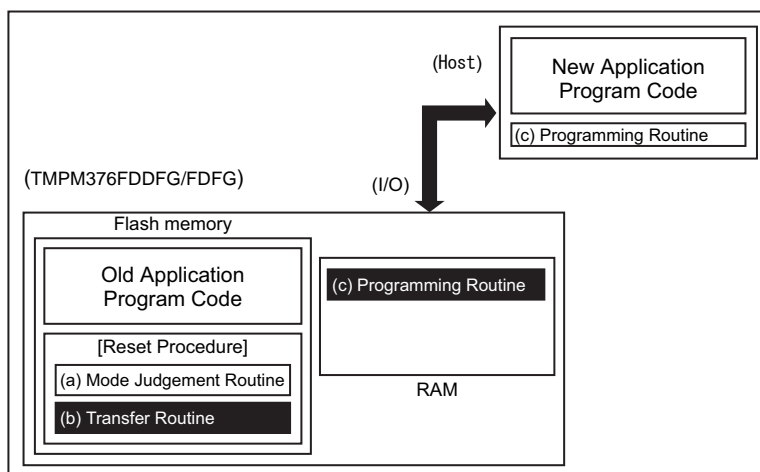 (Host)
New Application
Program Code
(c) Programming Routine
(TMPM376FDDFG/FDFG)
(I/O)
Flash memory
Old Application
Program Code
[Reset Procedure]
(a) Mode Judgement Routine
(b) Transfer Routine
(c) Programming Routine
RAM